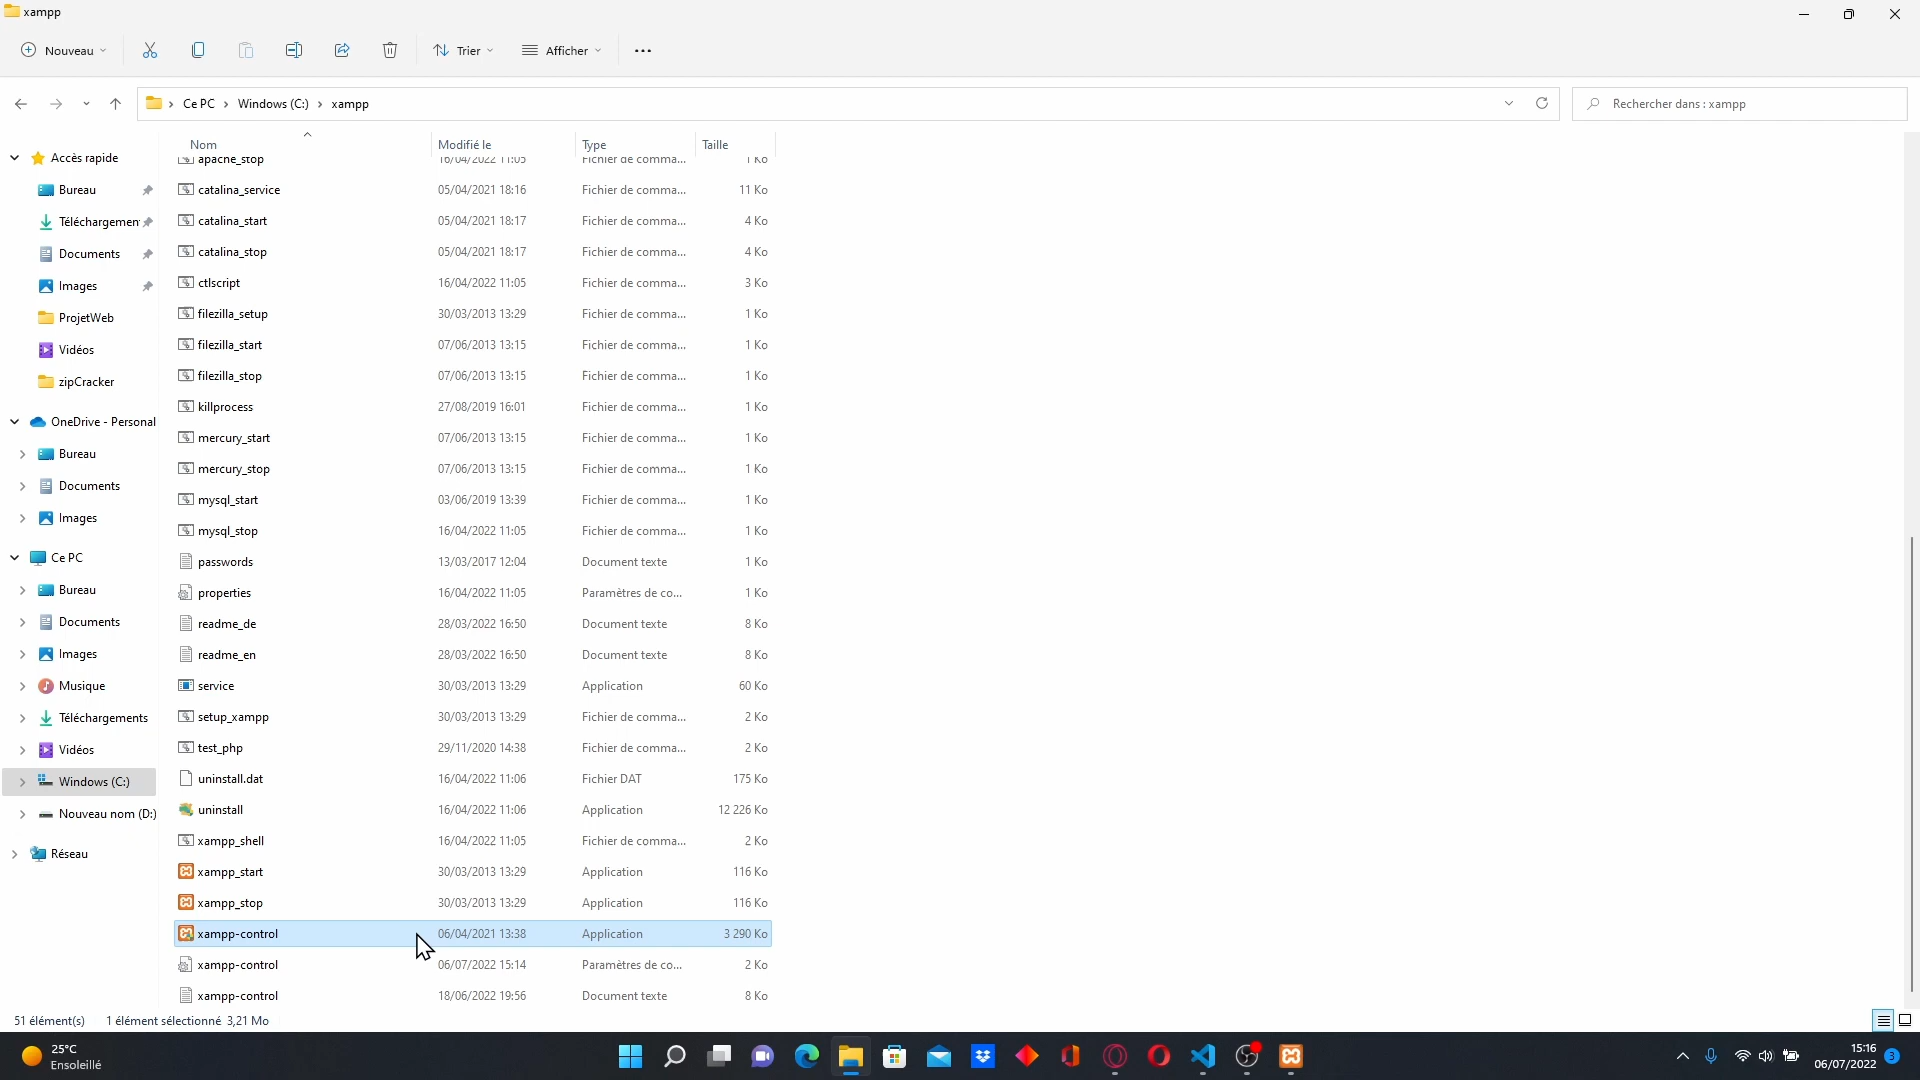 xampp
Nouveau
Trier
Afficher
Ce PC
Windows (C:)
xampp
Rechercher dans : xampp
Nom
Modifié le
Type
Taille
apache_stop 16/04/2022 11:05 Fichier de comma... 1 Ko
catalina_service 05/04/2021 18:16 Fichier de comma... 11 Ko
catalina_start 05/04/2021 18:17 Fichier de comma... 4 Ko
catalina_stop 05/04/2021 18:17 Fichier de comma... 4 Ko
ctlscript 16/04/2022 11:05 Fichier de comma... 3 Ko
filezilla_setup 30/03/2013 13:29 Fichier de comma... 1 Ko
filezilla_start 07/06/2013 13:15 Fichier de comma... 1 Ko
filezilla_stop 07/06/2013 13:15 Fichier de comma... 1 Ko
killprocess 27/08/2019 16:01 Fichier de comma... 1 Ko
mercury_start 07/06/2013 13:15 Fichier de comma... 1 Ko
mercury_stop 07/06/2013 13:15 Fichier de comma... 1 Ko
mysql_start 03/06/2019 13:39 Fichier de comma... 1 Ko
mysql_stop 16/04/2022 11:05 Fichier de comma... 1 Ko
passwords 13/03/2017 12:04 Document texte 1 Ko
properties 16/04/2022 11:05 Paramètres de co... 1 Ko
readme_de 28/03/2022 16:50 Document texte 8 Ko
readme_en 28/03/2022 16:50 Document texte 8 Ko
service 30/03/2013 13:29 Application 60 Ko
setup_xampp 30/03/2013 13:29 Fichier de comma... 2 Ko
test_php 29/11/2020 14:38 Fichier de comma... 2 Ko
uninstall.dat 16/04/2022 11:06 Fichier DAT 175 Ko
uninstall 16/04/2022 11:06 Application 12 226 Ko
xampp_shell 16/04/2022 11:05 Fichier de comma... 2 Ko
xampp_start 30/03/2013 13:29 Application 116 Ko
xampp_stop 30/03/2013 13:29 Application 116 Ko
xampp-control 06/04/2021 13:38 Application 3 290 Ko
xampp-control 06/07/2022 15:14 Paramètres de co... 2 Ko
xampp-control 18/06/2022 19:56 Document texte 8 Ko
Accès rapide
Bureau
Téléchargemen
Documents
Images
ProjetWeb
Vidéos
zipCracker
OneDrive - Personal
Bureau
Documents
Images
Ce PC
Bureau
Documents
Images
Musique
Téléchargements
Vidéos
Windows (C:)
Nouveau nom (D:)
Réseau
51 élément(s)
1 élément sélectionné 3,21 Mo
25°C
Ensoleillé
15:16
06/07/2022
3